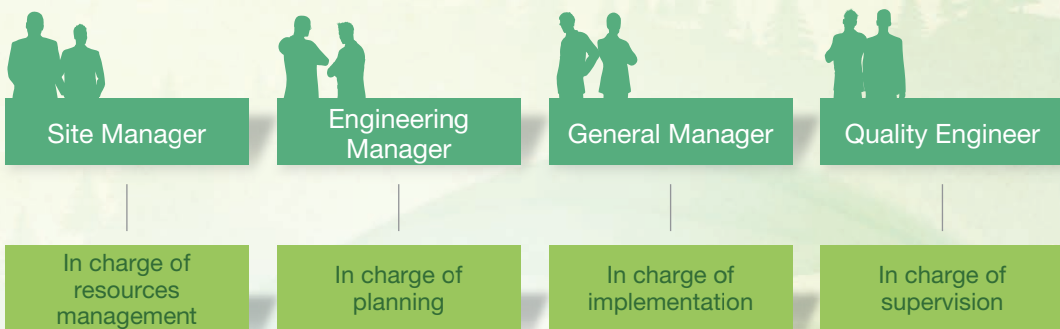 Site Manager
Engineering
Manager
General Manager
Quality Engineer
In charge of
resources
management
In charge of
planning
In charge of
implementation
In charge of
supervision